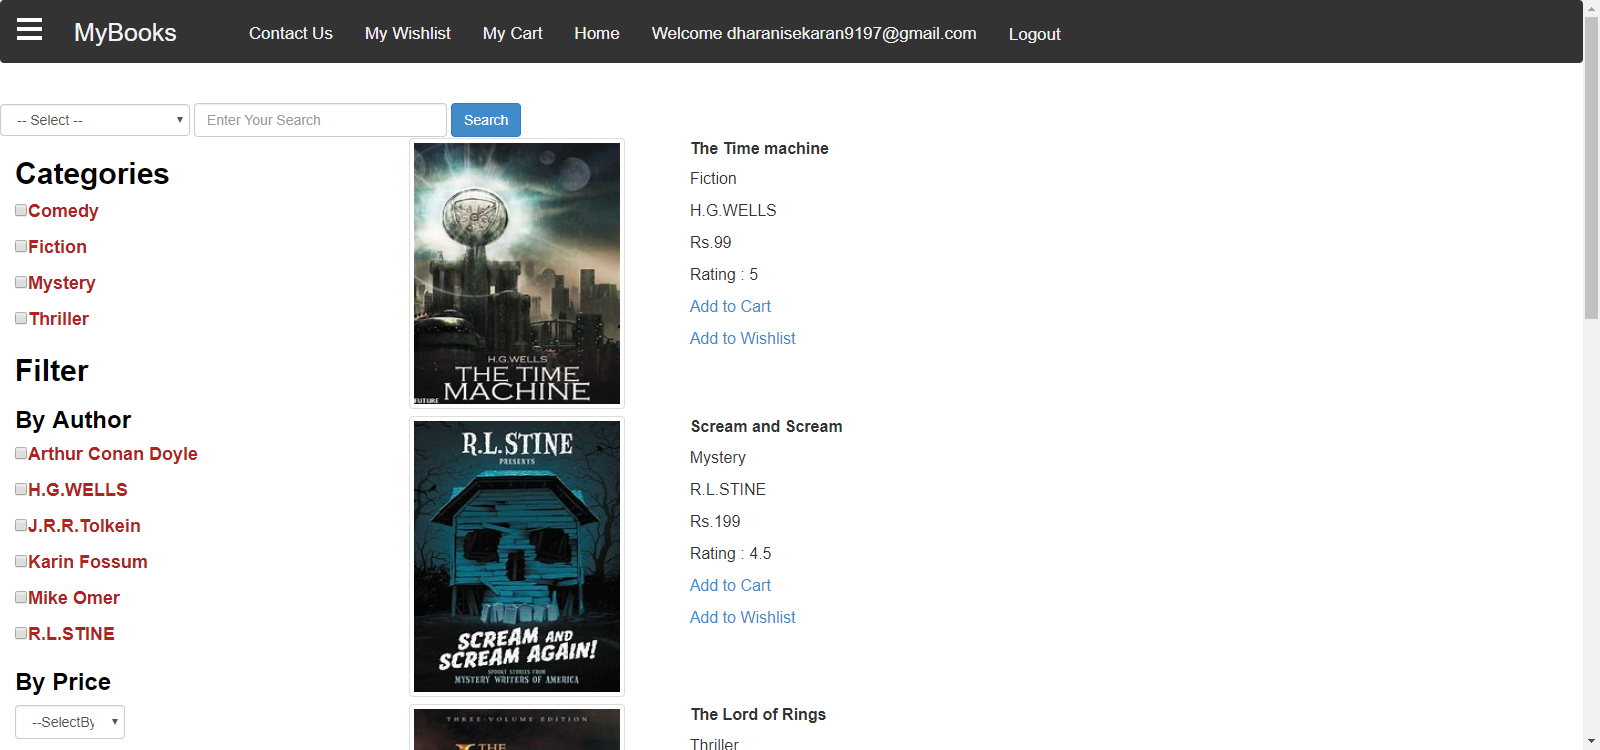 MyBooks
Contact Us
My Wishlist
My Cart
Home
Welcome dharanisekaran9197@gmail.com
Logout
-- Select --
Enter Your Search
Search
Categories
Comedy
Fiction
Mystery
Thriller
Filter
By Author
Arthur Conan Doyle
H.G.WELLS
J.R.R.Tolkein
Karin Fossum
Mike Omer
R.L.STINE
By Price
--SelectBy
H.G.WELLS
THE TIME
MACHINE
FUTURE
The Time machine
Fiction
H.G.WELLS
Rs.99
Rating : 5
Add to Cart
Add to Wishlist
R.L.STINE
PRESENTS
SCREAM AND
SCREAM AGAIN!
SPOOKY STORIES FROM
MYSTERY WRITERS OF AMERICA
Scream and Scream
Mystery
R.L.STINE
Rs.199
Rating : 4.5
Add to Cart
Add to Wishlist
THREE-VOLUME EDITION
THE
The Lord of Rings
Thriller